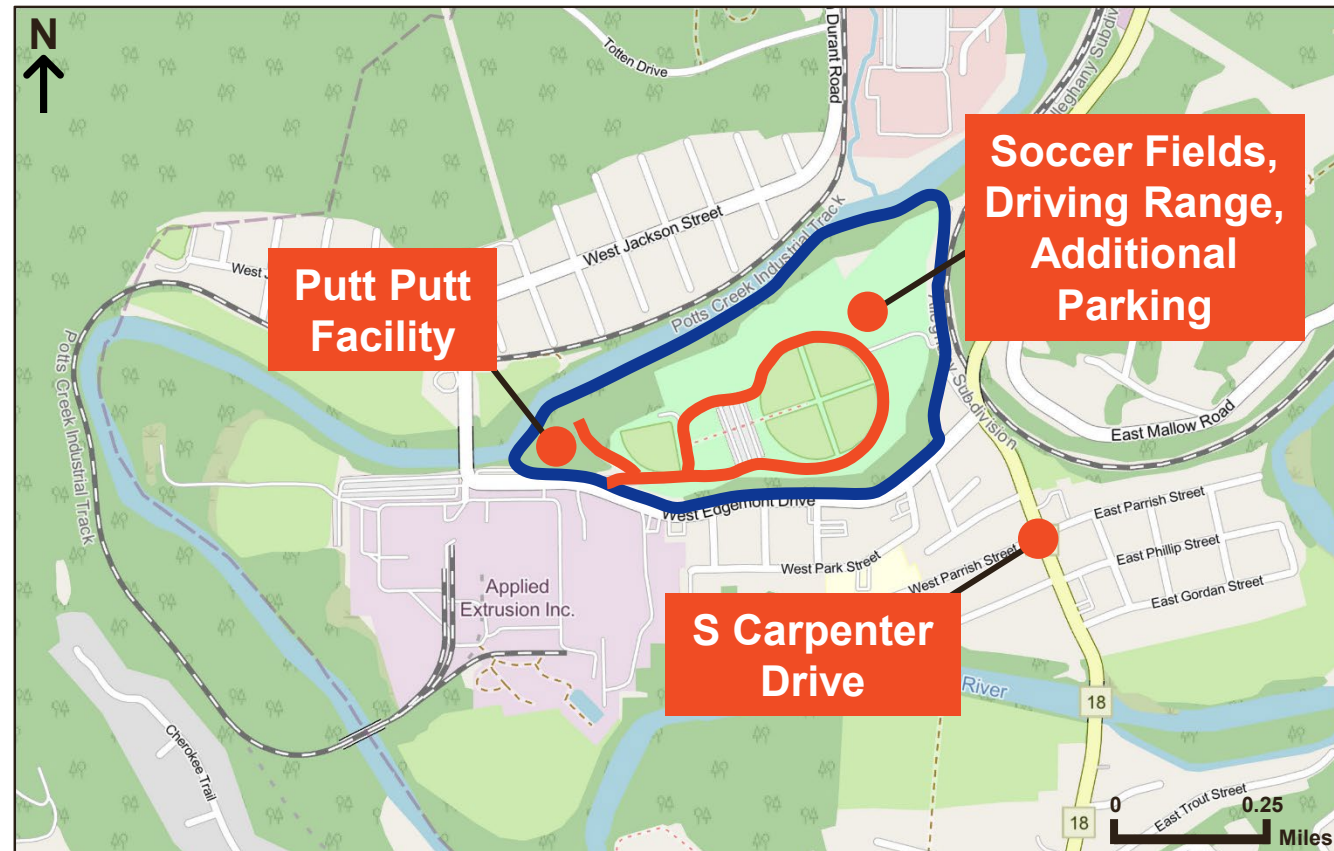 N
Totten Drive
Durant Road
Alleghany Subdivision
Soccer Fields,
Driving Range,
Additional
Parking
West Jackson Street
Potts Creek Industrial Track
Putt Putt
Facility
Potts Creek Industrial Track
East Mallow Road
West Edgemont Drive
East Parrish Street
West Park Street
West Parrish Street
East Phillip Street
East Gordan Street
Applied
Extrusion Inc.
S Carpenter
Drive
River
18
Cherokee Trail
East Trout Street
18
0
0.25
Miles